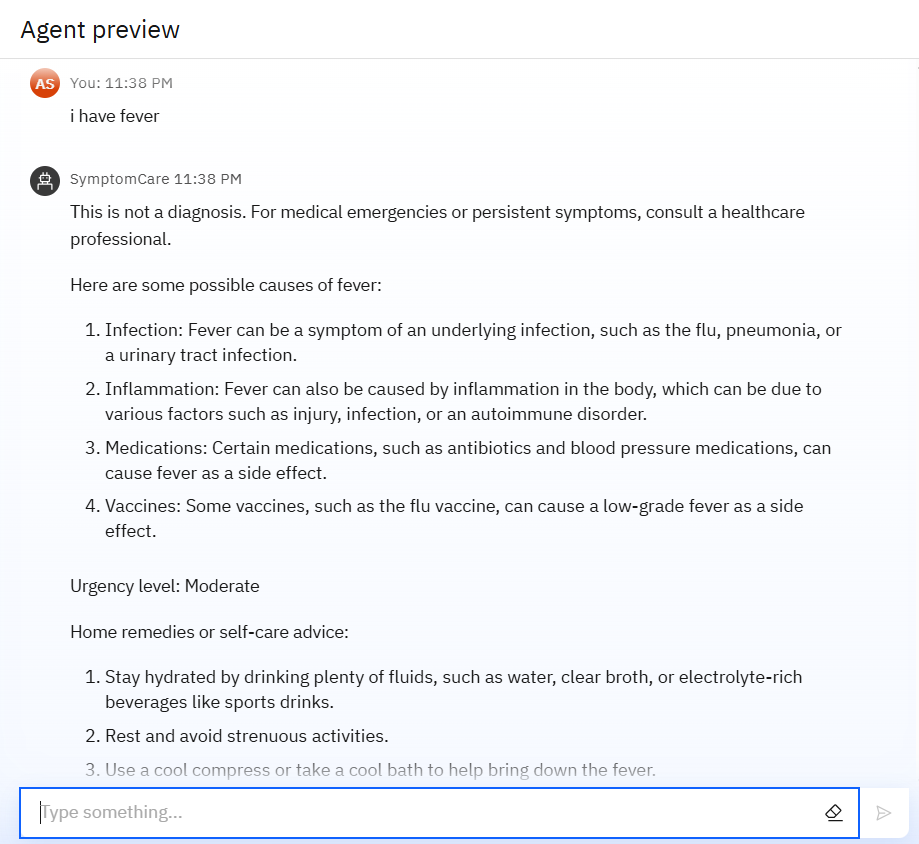 Agent preview
AS You: 11:38 PM
i have fever
SymptomCare 11:38 PM
This is not a diagnosis. For medical emergencies or persistent symptoms, consult a healthcare
professional.
Here are some possible causes of fever:
1. Infection: Fever can be a symptom of an underlying infection, such as the flu, pneumonia, or
a urinary tract infection.
2. Inflammation: Fever can also be caused by inflammation in the body, which can be due to
various factors such as injury, infection, or an autoimmune disorder.
3. Medications: Certain medications, such as antibiotics and blood pressure medications, can
cause fever as a side effect.
4. Vaccines: Some vaccines, such as the flu vaccine, can cause a low-grade fever as a side
effect.
Urgency level: Moderate
Home remedies or self-care advice:
1. Stay hydrated by drinking plenty of fluids, such as water, clear broth, or electrolyte-rich
beverages like sports drinks.
2. Rest and avoid strenuous activities.
3. Use a cool compress or take a cool bath to help bring down the fever.
Type something...